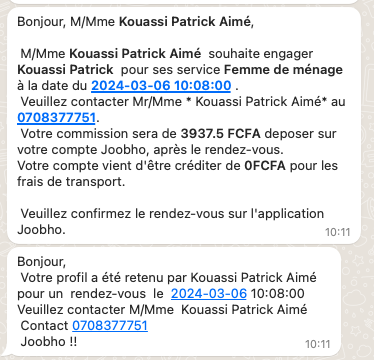 Bonjour, M/Mme Kouassi Patrick Aimé,
M/Mme Kouassi Patrick Aimé souhaite engager
Kouassi Patrick pour ses service Femme de ménage
à la date du 2024-03-06 10:08:00 .
Veuillez contacter Mr/Mme * Kouassi Patrick Aimé* au
0708377751.
Votre commission sera de 3937.5 FCFA deposer sur
votre compte Joobho, après le rendez-vous.
Votre compte vient d'être créditer de 0FCFA pour les
frais de transport.
Veuillez confirmez le rendez-vous sur l'application
Joobho.
10:11
Bonjour,
Votre profil a été retenu par Kouassi Patrick Aimé
pour un rendez-vous le 2024-03-06 10:08:00
Veuillez contacter M/Mme Kouassi Patrick Aimé
Contact 0708377751
Joobho !!
10:11